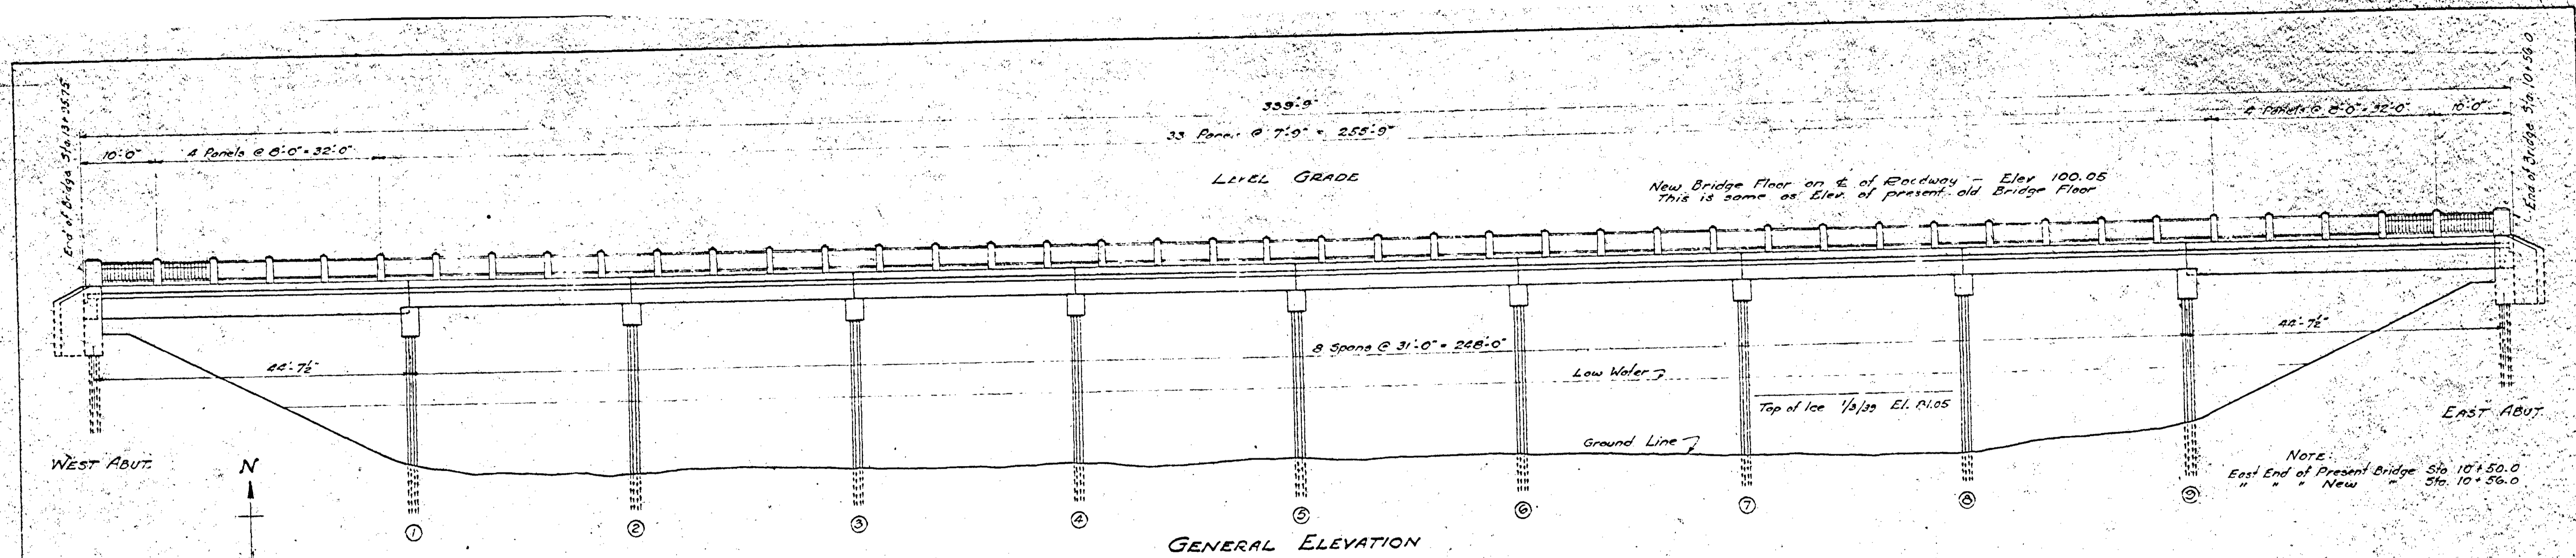 339'-9"
33 Panels @ 7'-9" = 255'-9"
10'-0"
4 Panels @ 8'-0" = 32'-0"
4 Panels @ 8'-0" = 32'-0"
10'-0"
End of Bridge Sta. 13+95.75
End of Bridge Sta. 10+56.0
LEVEL GRADE
New Bridge Floor on ℄ of Roadway - Elev 100.05
This is same as Elev. of present old Bridge Floor
44'-7½"
8 Spans @ 31'-0" = 248'-0"
44'-7½"
Low Water
Top of Ice 1/3/39 El.
Ground Line
WEST ABUT.
EAST ABUT.
N
NOTE:
East End of Present Bridge Sta 10+50.0
" " " New " Sta. 10+56.0
1
2
3
4
5
6
7
8
9
GENERAL ELEVATION